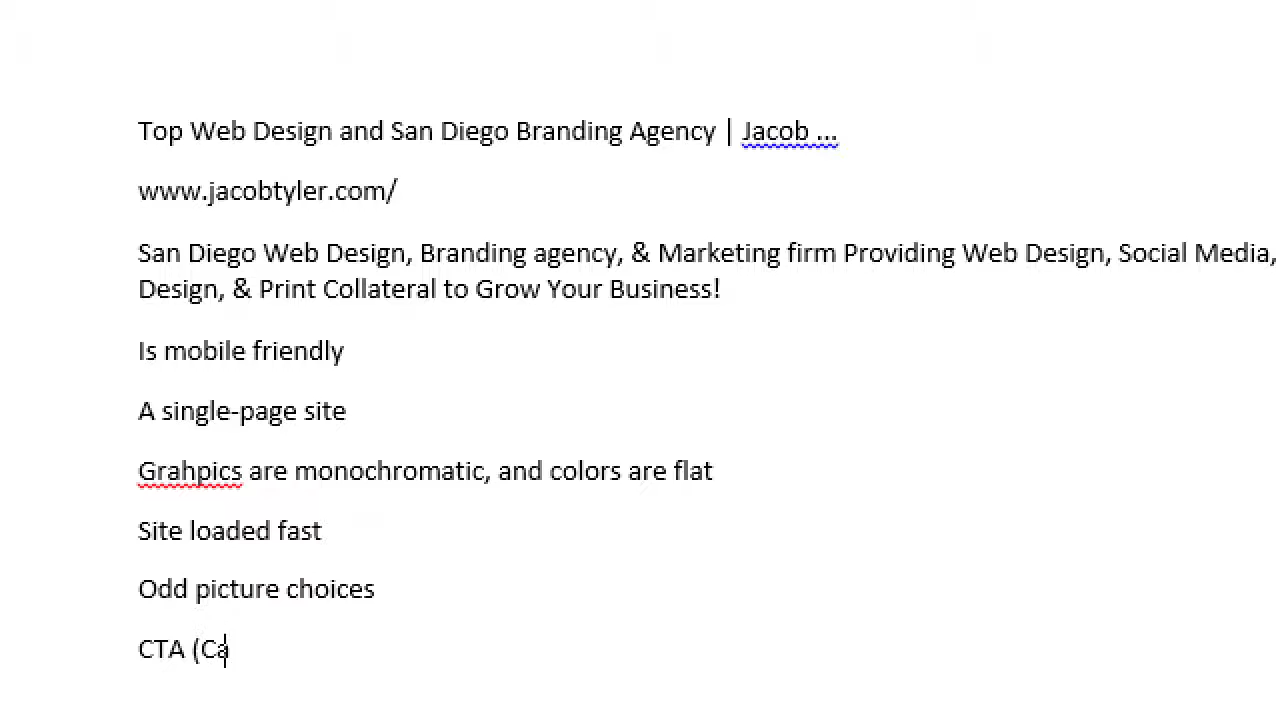 Top Web Design and San Diego Branding Agency | Jacob ...
www.jacobtyler.com/
San Diego Web Design, Branding agency, & Marketing firm Providing Web Design, Social Media,
Design, & Print Collateral to Grow Your Business!
Is mobile friendly
A single-page site
Grahpics are monochromatic, and colors are flat
Site loaded fast
Odd picture choices
CTA (Ca